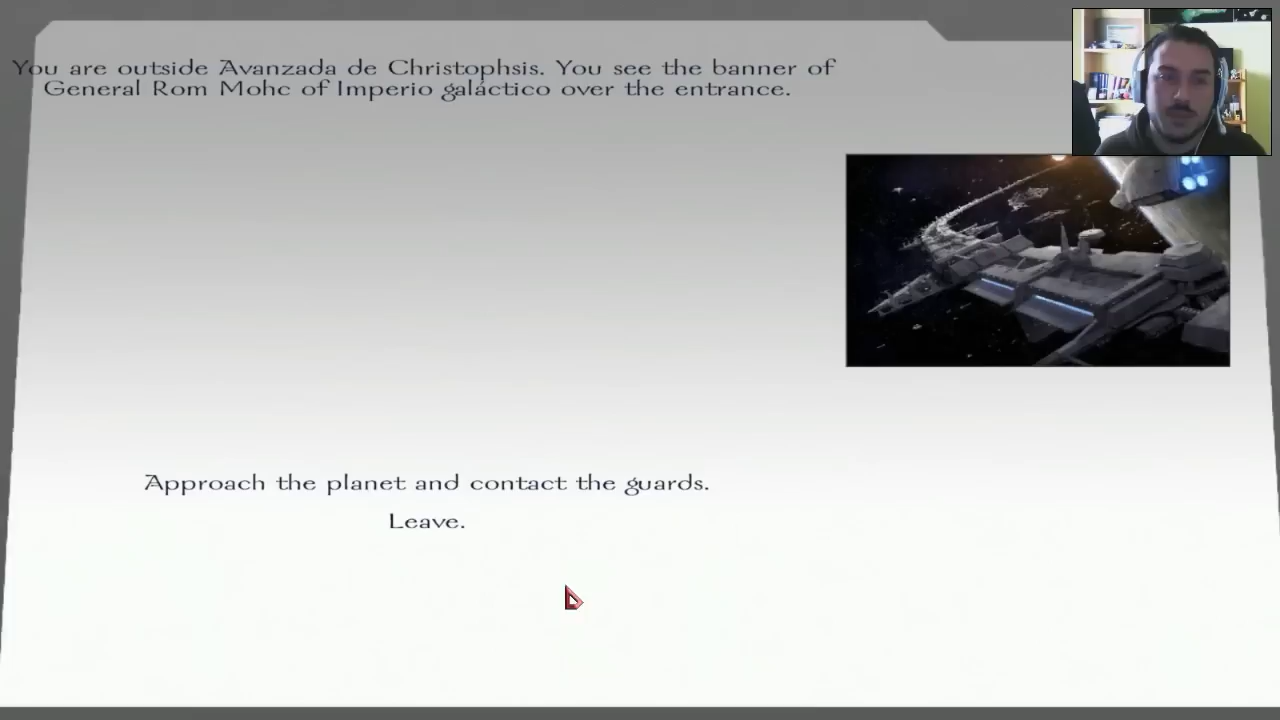 You are outside Avanzada de Christophsis. You see the banner of
General Rom Mohc of Imperio galáctico over the entrance.
Approach the planet and contact the guards.
Leave.